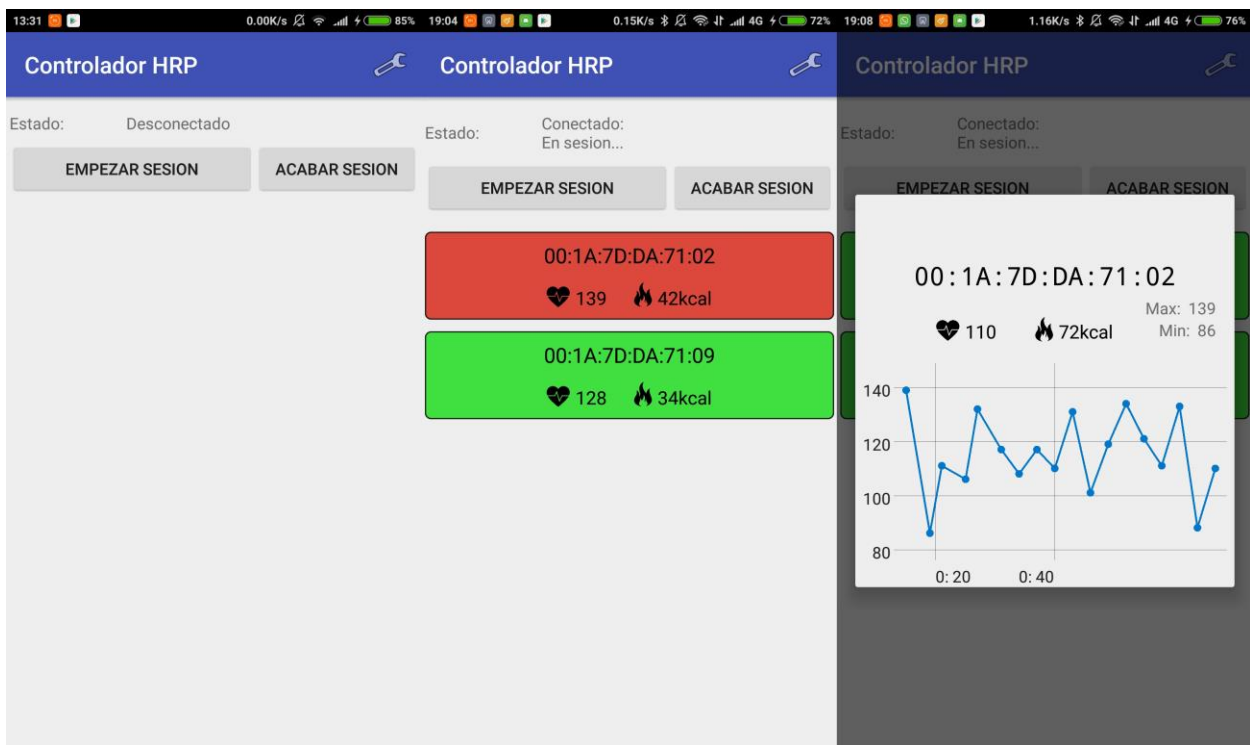 13:31 0.00K/s 85%
Controlador HRP
Estado: Desconectado
EMPEZAR SESION ACABAR SESION
19:04 0.15K/s 4G 72%
Controlador HRP
Estado: Conectado:
En sesion...
EMPEZAR SESION ACABAR SESION
00:1A:7D:DA:71:02
139 42kcal
00:1A:7D:DA:71:09
128 34kcal
19:08 1.16K/s 4G 76%
Controlador HRP
Estado: Conectado:
En sesion...
EMPEZAR SESION ACABAR SESION
00:1A:7D:DA:71:02
Max: 139
110 72kcal Min: 86
140
120
100
80
0:20 0:40